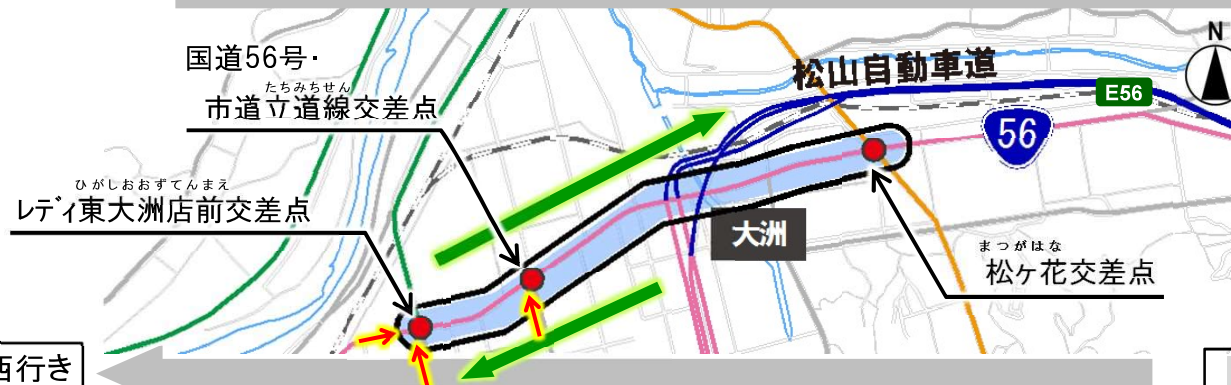 国道56号・
たちみちせん
市道立道線交差点
ひがしおおずてんまえ
レディ東大洲店前交差点
松山自動車道
N
E56
56
大洲
まつがはな
松ヶ花交差点
西行き